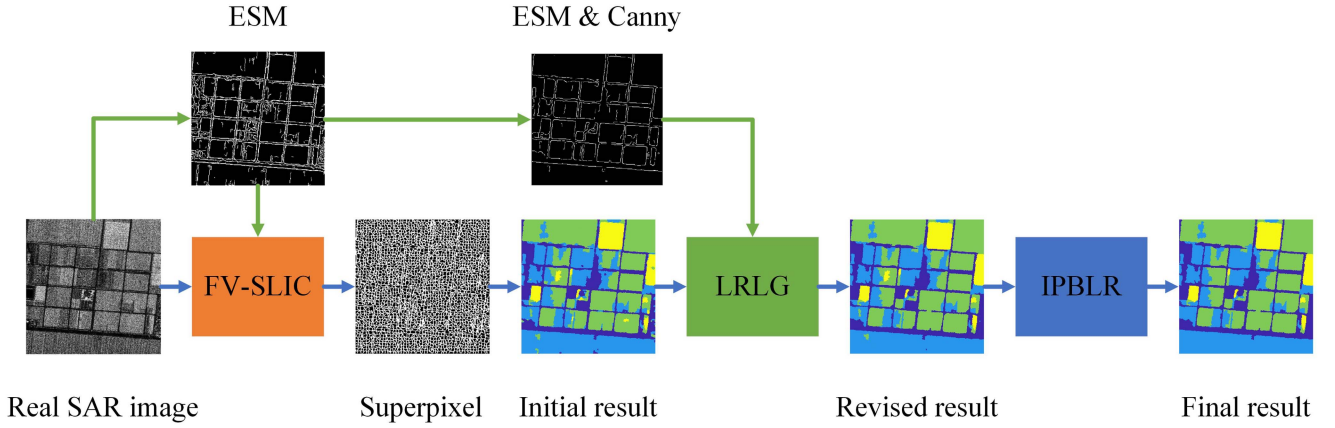 ESM
ESM & Canny
FV-SLIC
LRLG
IPBLR
Real SAR image
Superpixel
Initial result
Revised result
Final result